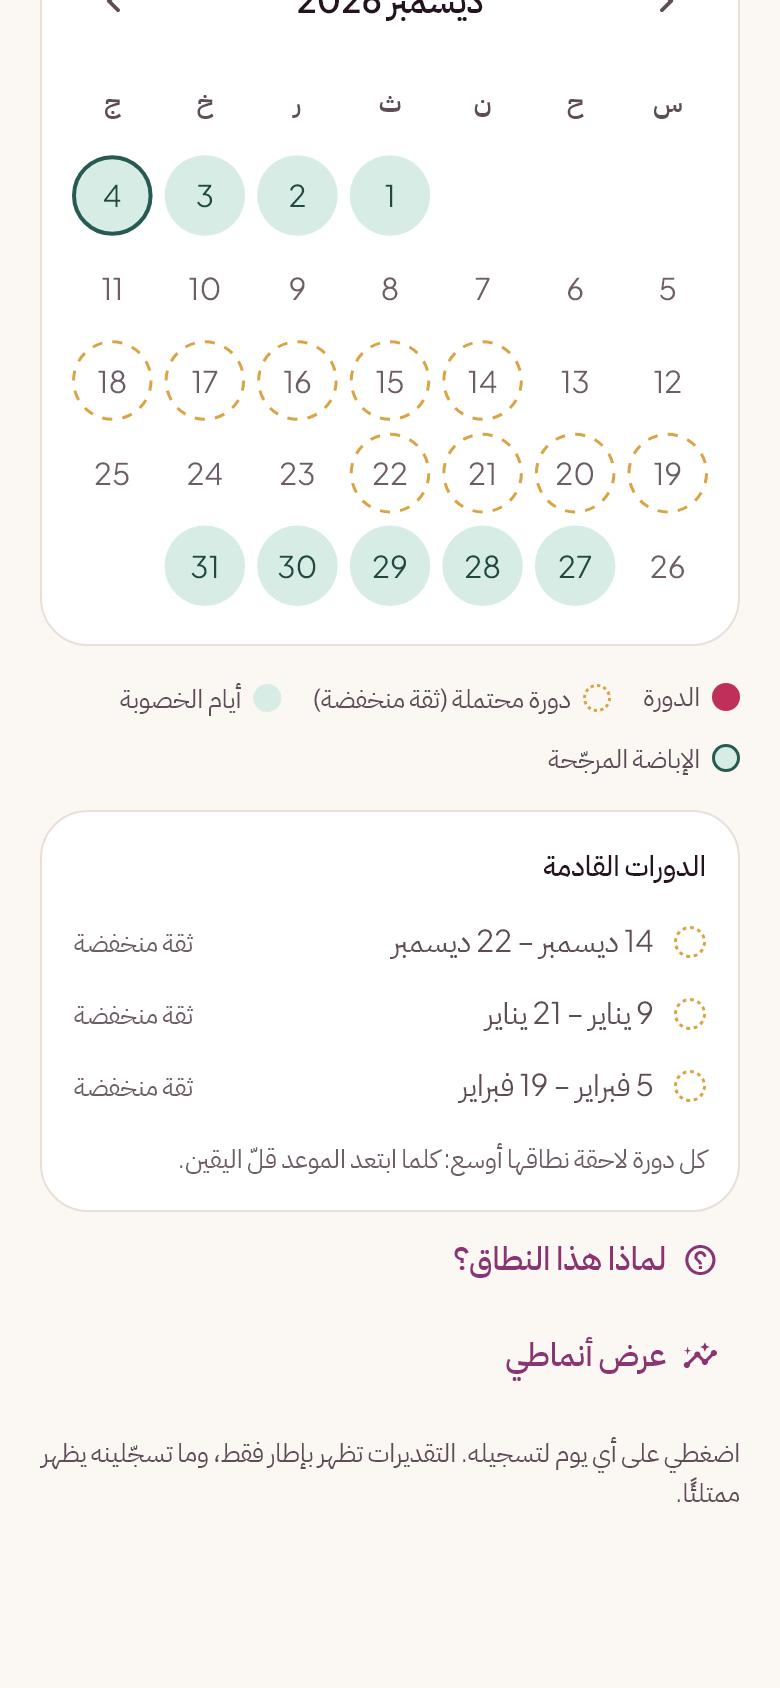 ديسمبر 2026
س ح ن ث ر خ ج
1 2 3 4
5 6 7 8 9 10 11
12 13 14 15 16 17 18
19 20 21 22 23 24 25
26 27 28 29 30 31
الدورة دورة محتملة (ثقة منخفضة) أيام الخصوبة
الإباضة المرجّحة
الدورات القادمة
14 ديسمبر – 22 ديسمبر ثقة منخفضة
9 يناير – 21 يناير ثقة منخفضة
5 فبراير – 19 فبراير ثقة منخفضة
كل دورة لاحقة نطاقها أوسع: كلما ابتعد الموعد قلّ اليقين.
لماذا هذا النطاق؟
عرض أنماطي
اضغطي على أي يوم لتسجيله. التقديرات تظهر بإطار فقط، وما تسجّلينه يظهر
ممتلئًا.